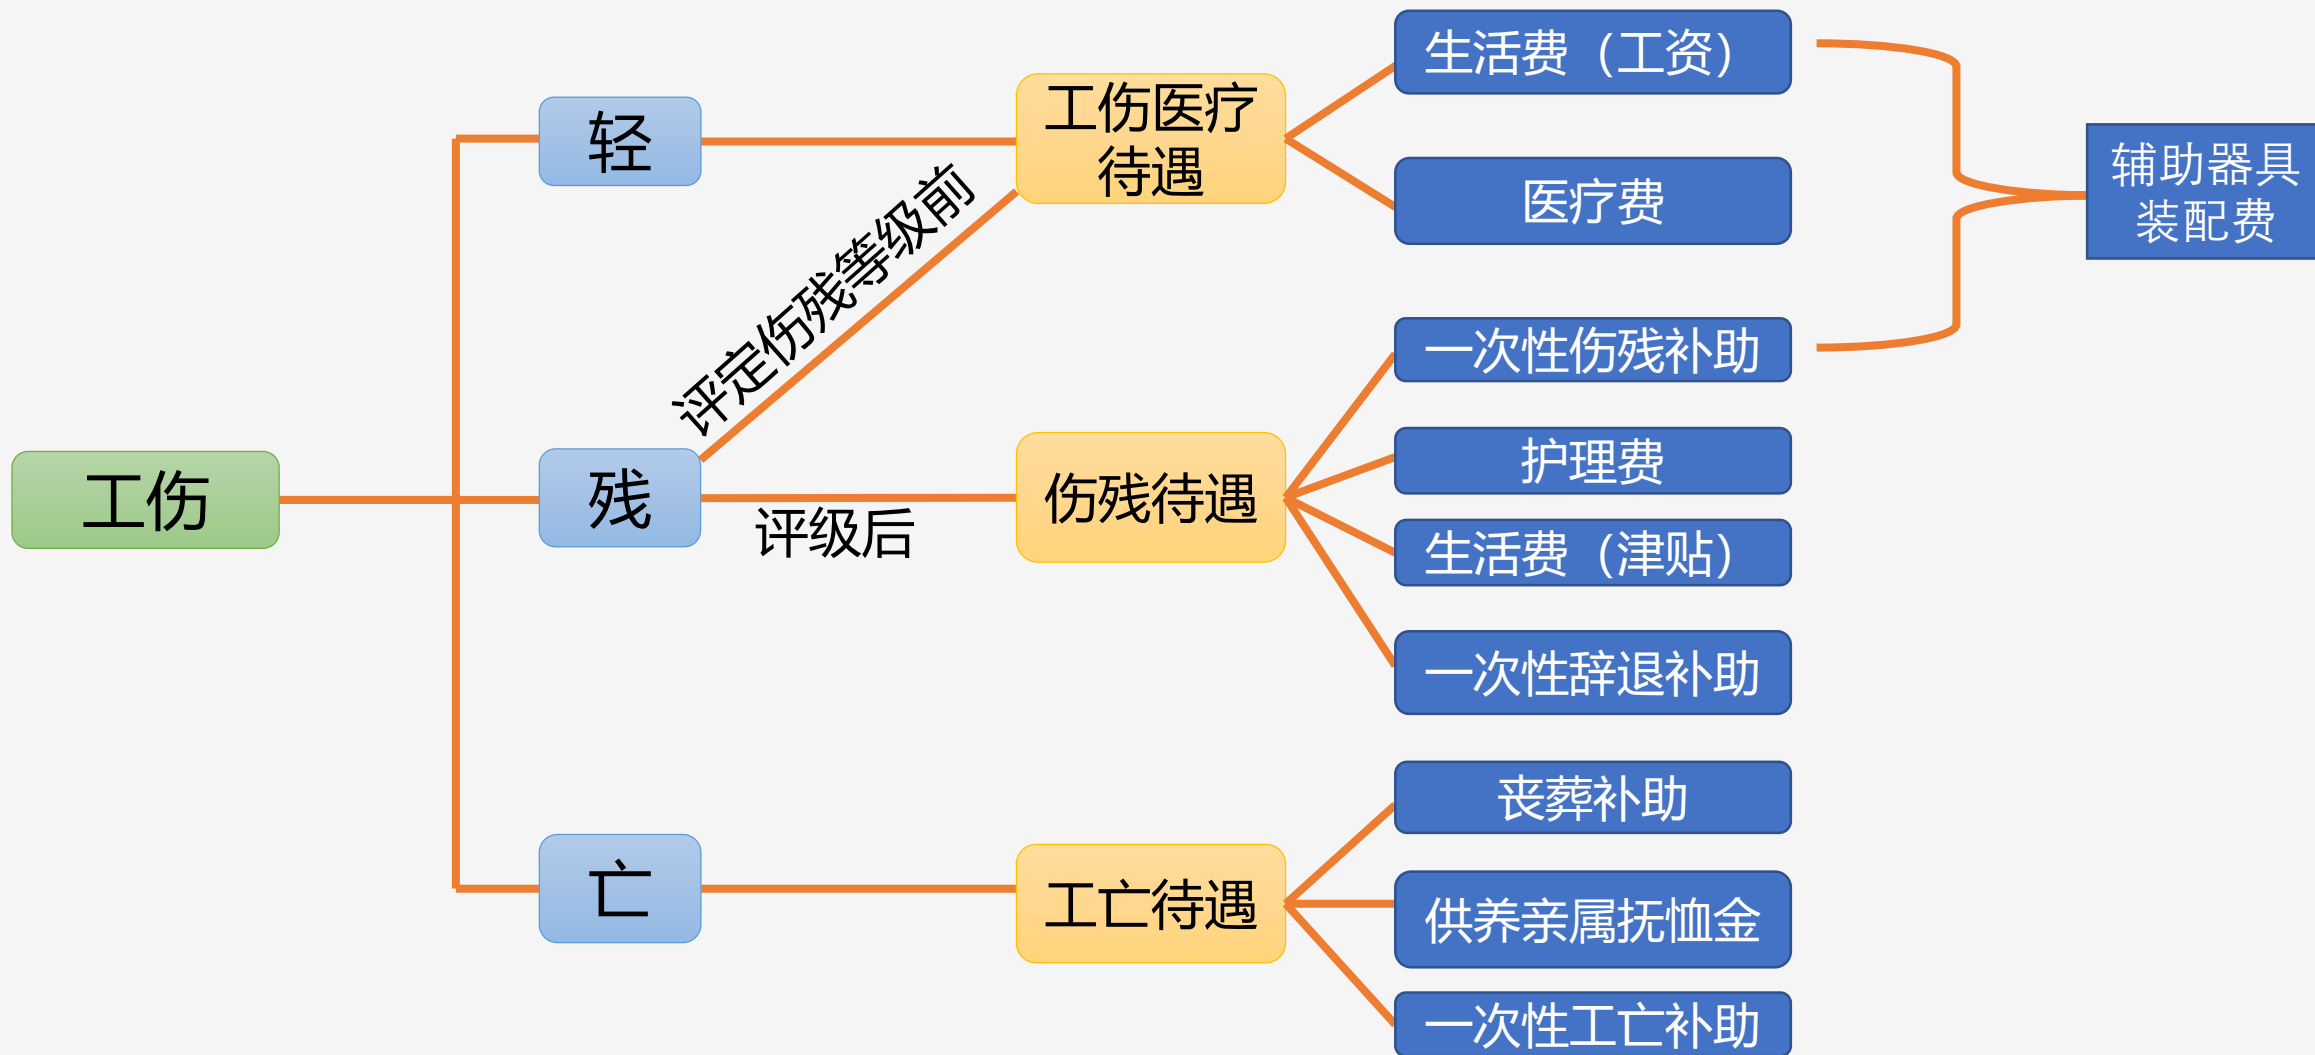 生活费（工资）
轻
工伤医疗
待遇
辅助器具
装配费
医疗费
评定伤残等级前
一次性伤残补助
护理费
工伤
残
伤残待遇
评级后
生活费（津贴）
一次性辞退补助
丧葬补助
亡
工亡待遇
供养亲属抚恤金
一次性工亡补助